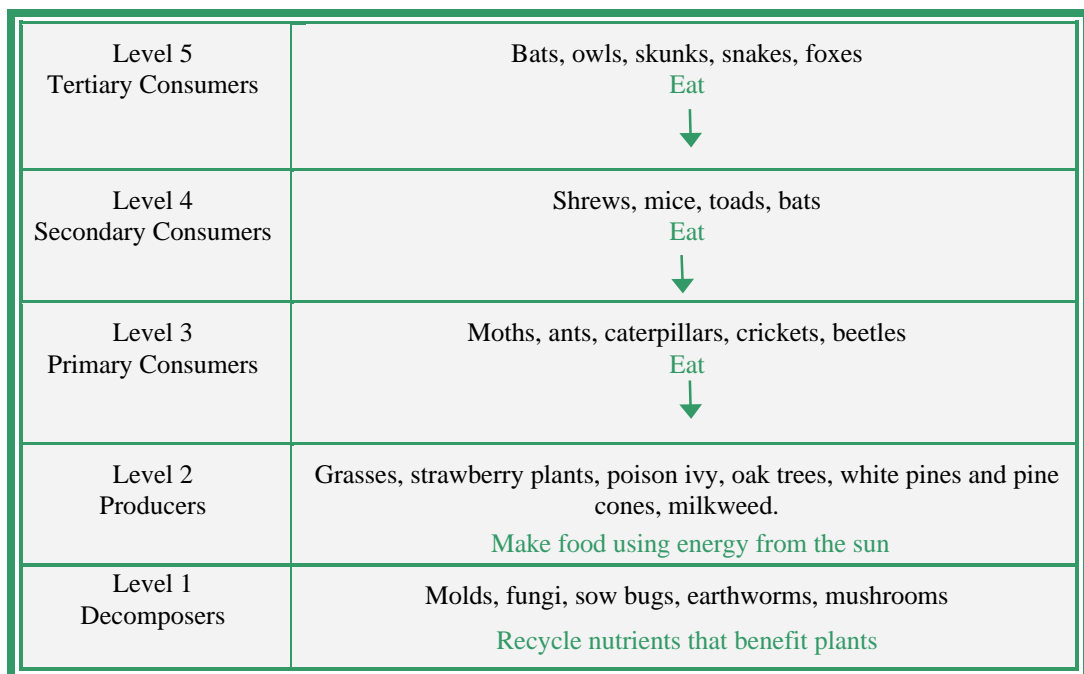 Level 5
Tertiary Consumers
Bats, owls, skunks, snakes, foxes
Eat
Level 4
Secondary Consumers
Shrews, mice, toads, bats
Eat
Level 3
Primary Consumers
Moths, ants, caterpillars, crickets, beetles
Eat
Level 2
Producers
Grasses, strawberry plants, poison ivy, oak trees, white pines and pine
cones, milkweed.
Make food using energy from the sun
Level 1
Decomposers
Molds, fungi, sow bugs, earthworms, mushrooms
Recycle nutrients that benefit plants